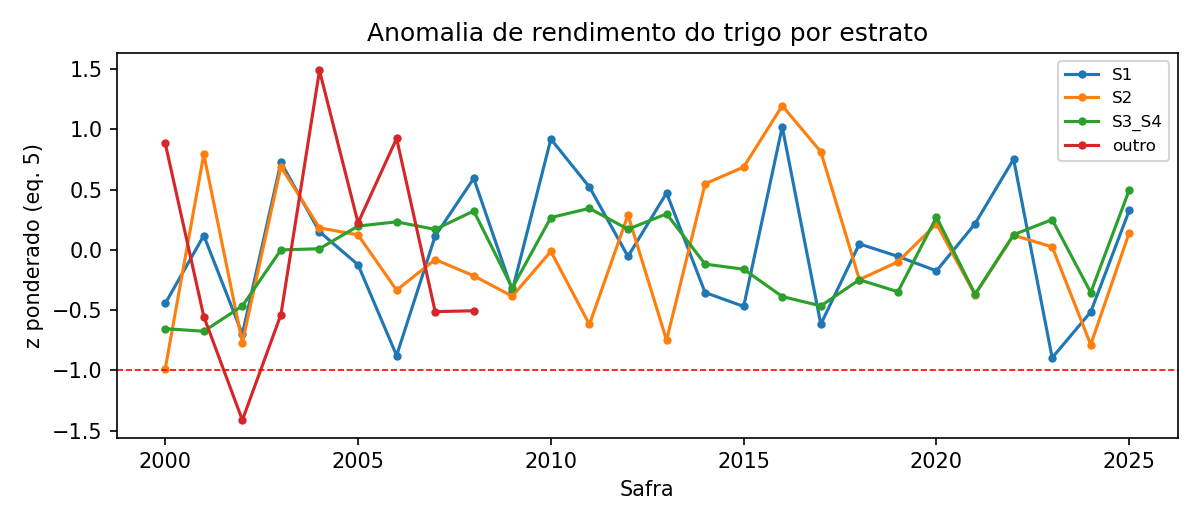 Anomalia de rendimento do trigo por estrato
z ponderado (eq. 5)
1.5
1.0
0.5
0.0
−0.5
−1.0
−1.5
S1
S2
S3_S4
outro
2000
2005
2010
2015
2020
2025
Safra